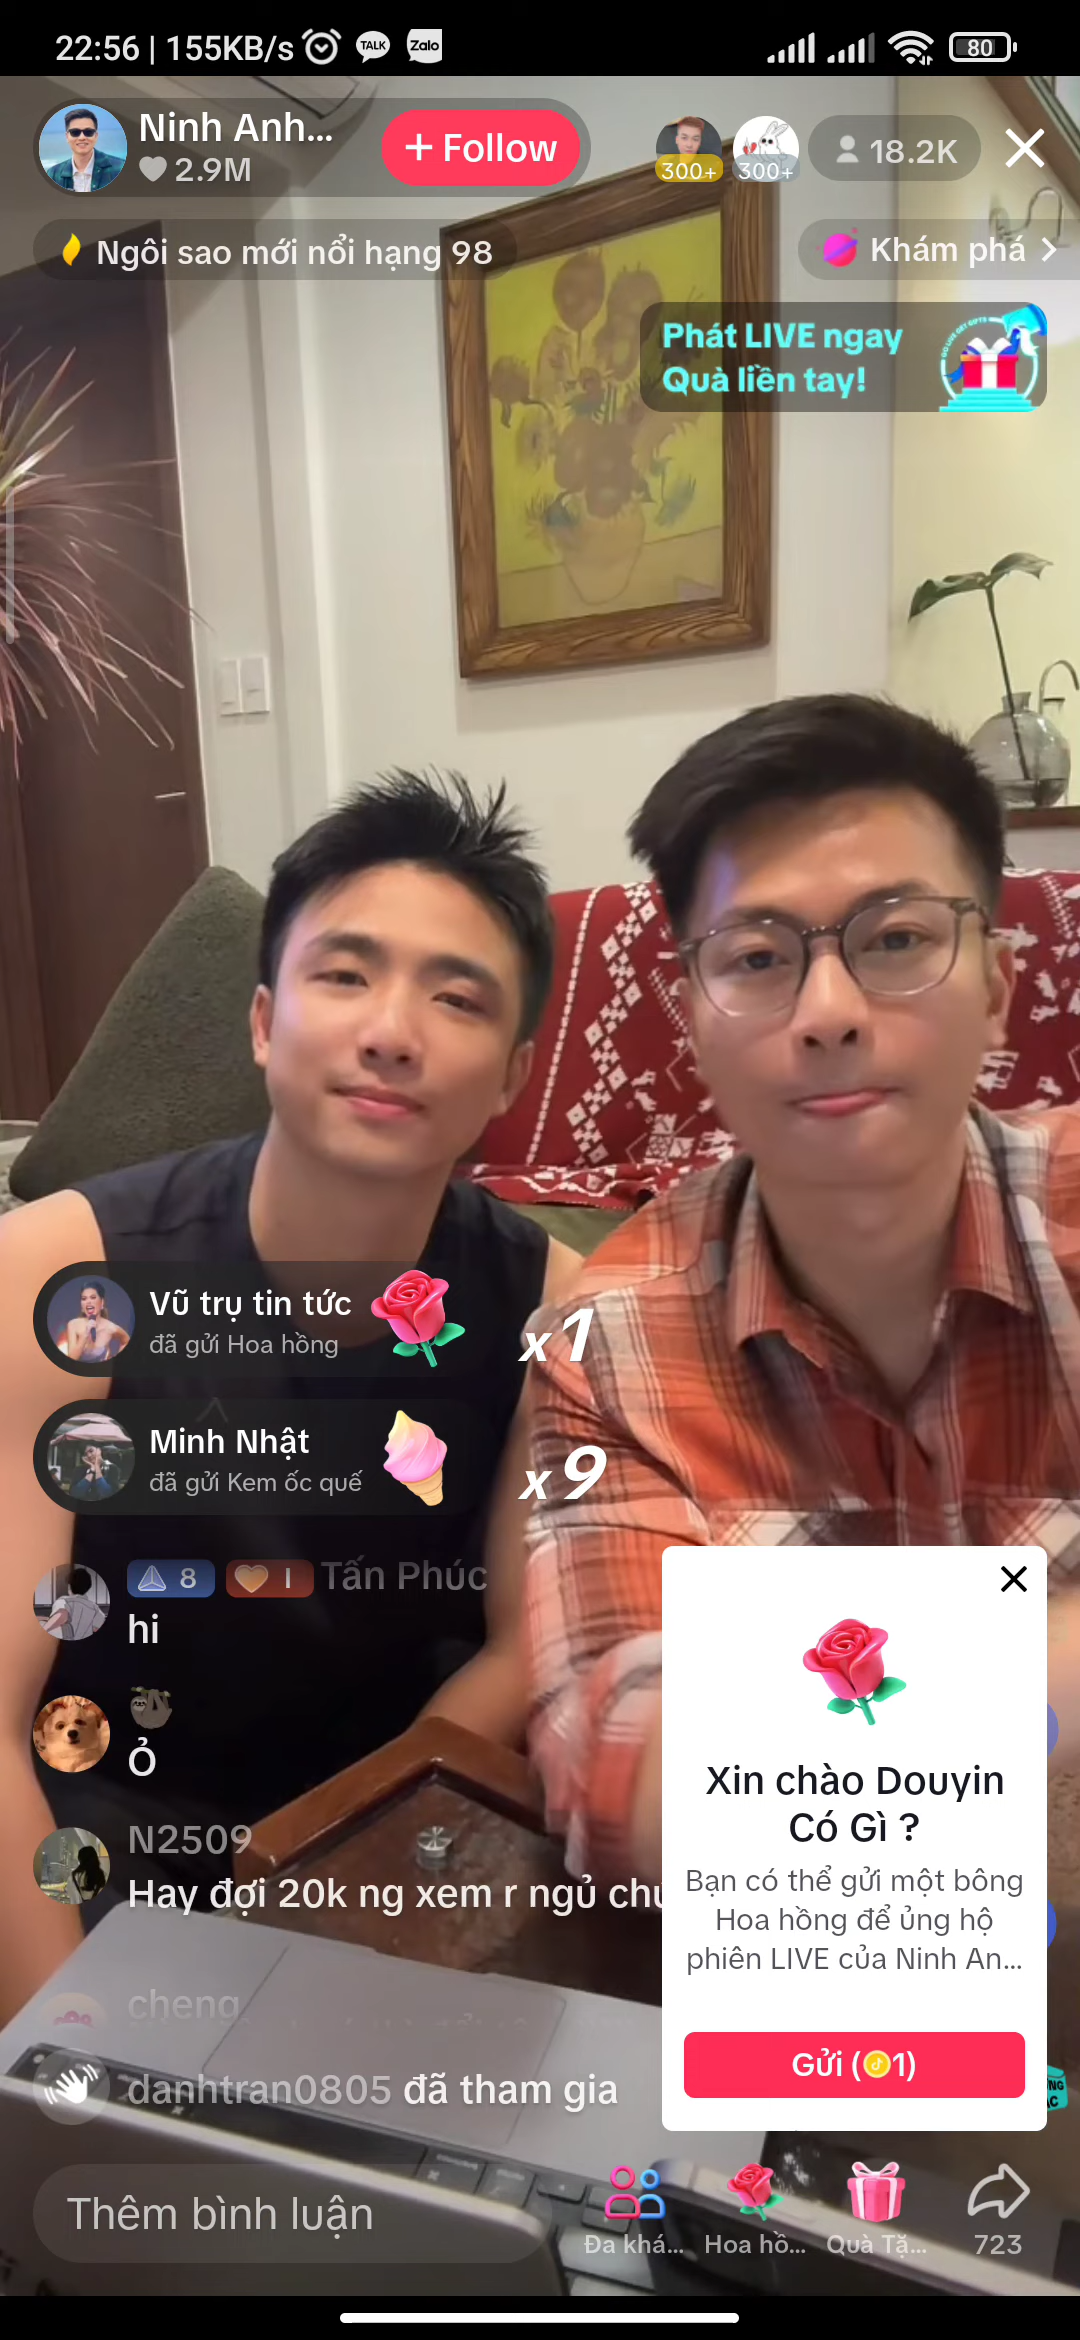 22:56 | 155KB/s
TALK
Zalo
80
Ninh Anh...
2.9M
+ Follow
300+
300+
18.2K
Ngôi sao mới nổi hạng 98
Khám phá
Phát LIVE ngay
Quà liền tay!
Vũ trụ tin tức
đã gửi Hoa hồng
x1
Minh Nhật
đã gửi Kem ốc quế
x9
8
I
Tấn Phúc
hi
Ỏ
N2509
Hay đợi 20k ng xem r ngủ
cheng
danhtran0805 đã tham gia
Xin chào Douyin
Có Gì ?
Bạn có thể gửi một bông
Hoa hồng để ủng hộ
phiên LIVE của Ninh An...
Gửi (1)
Thêm bình luận
Đa khá...
Hoa hồ...
Quà Tặ...
723